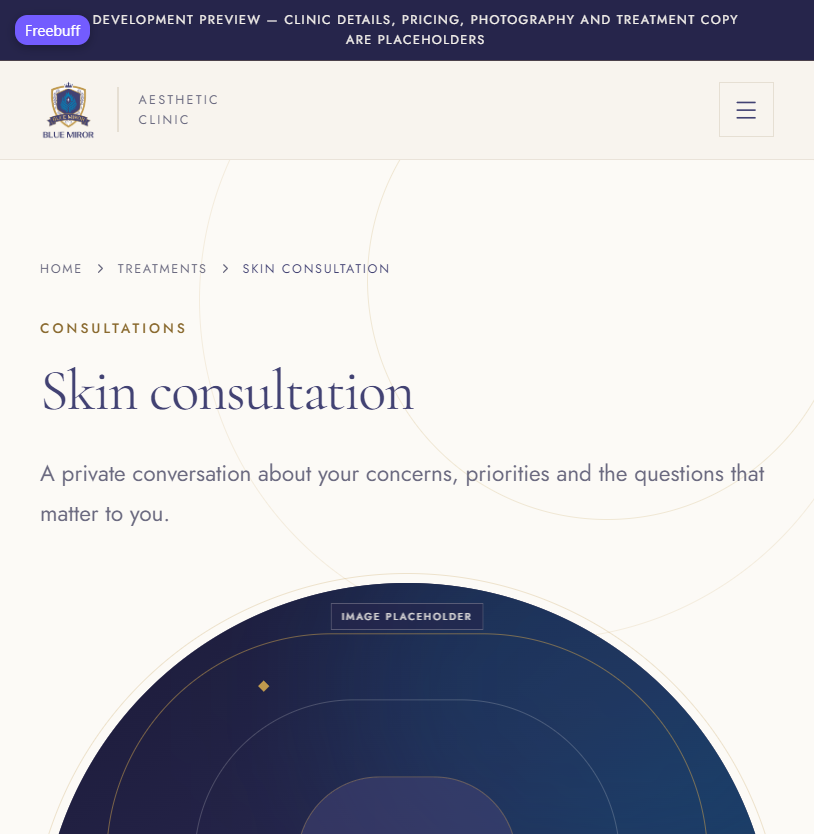 Freebuff
DEVELOPMENT PREVIEW — CLINIC DETAILS, PRICING, PHOTOGRAPHY AND TREATMENT COPY
ARE PLACEHOLDERS
BLUE MIROR
BLUE MIROR
AESTHETIC
CLINIC
HOME > TREATMENTS > SKIN CONSULTATION
CONSULTATIONS
Skin consultation
A private conversation about your concerns, priorities and the questions that
matter to you.
IMAGE PLACEHOLDER